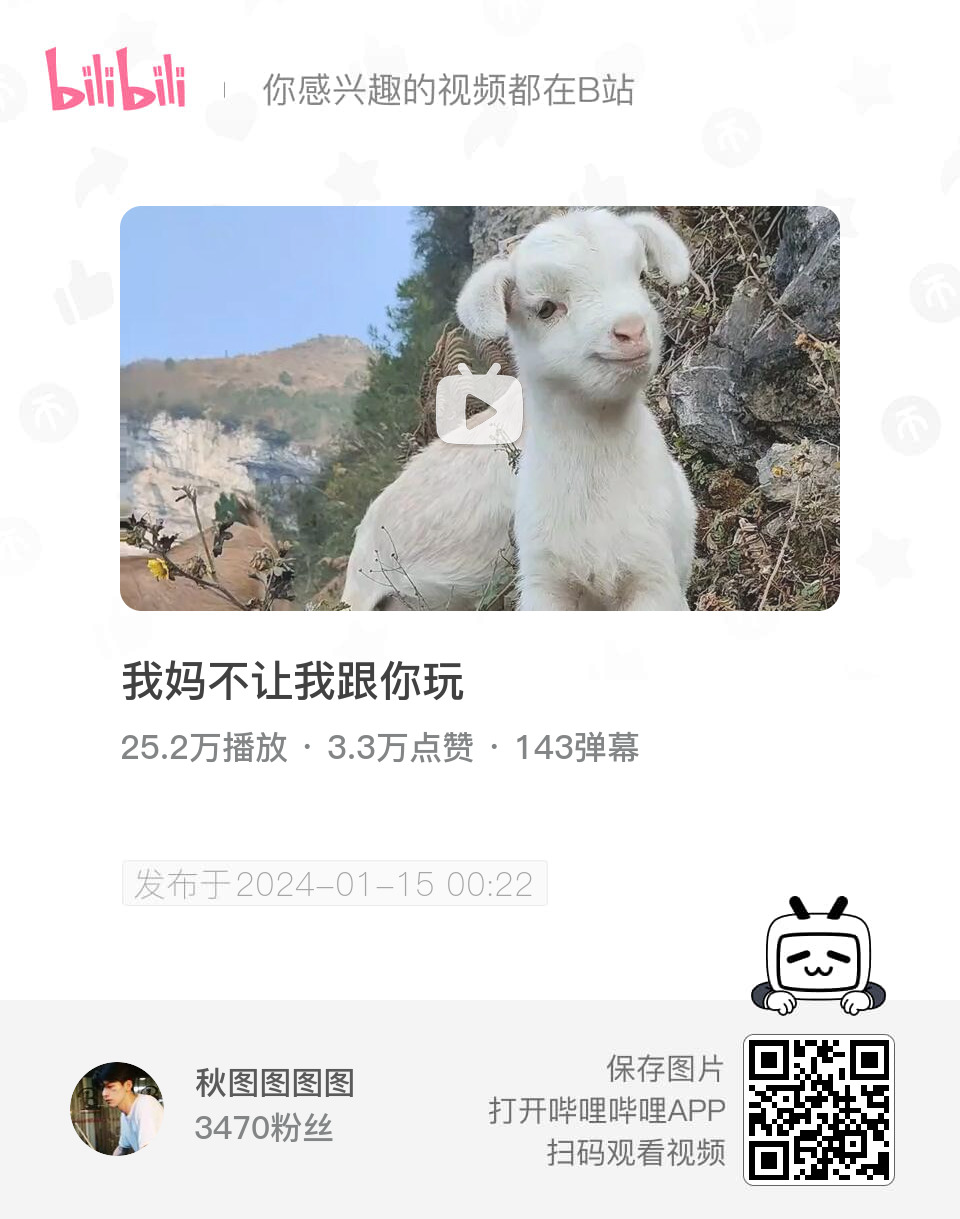 bilibili
你感兴趣的视频都在B站
我妈不让我跟你玩
25.2万播放 · 3.3万点赞 · 143弹幕
发布于2024-01-15 00:22
秋图图图图
3470粉丝
保存图片
打开哔哩哔哩APP
扫码观看视频